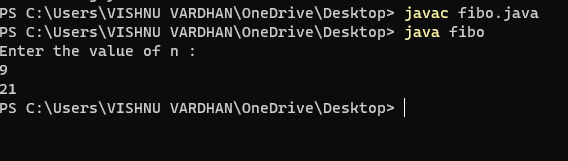 PS C:\Users\VISHNU VARDHAN\OneDrive\Desktop> javac fibo.java
PS C:\Users\VISHNU VARDHAN\OneDrive\Desktop> java fibo
Enter the value of n :
9
21
PS C:\Users\VISHNU VARDHAN\OneDrive\Desktop>